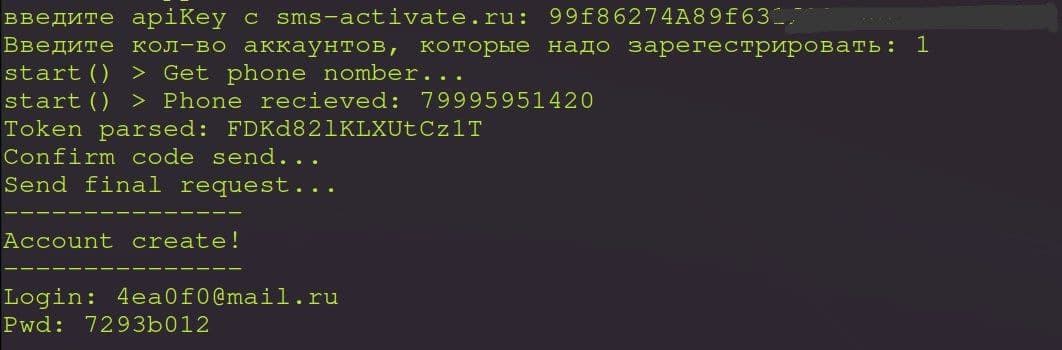 введите apiKey с sms-activate.ru:
Введите кол-во аккаунтов, которые надо зарегестрировать: 1
start() > Get phone nomber...
start() > Phone recieved: 79995951420
Token parsed: FDKd82lKLXUtCz1T
Confirm code send...
Send final request...
---------------
Account create!
---------------
Login: 4ea0f0@mail.ru
Pwd: 7293b012